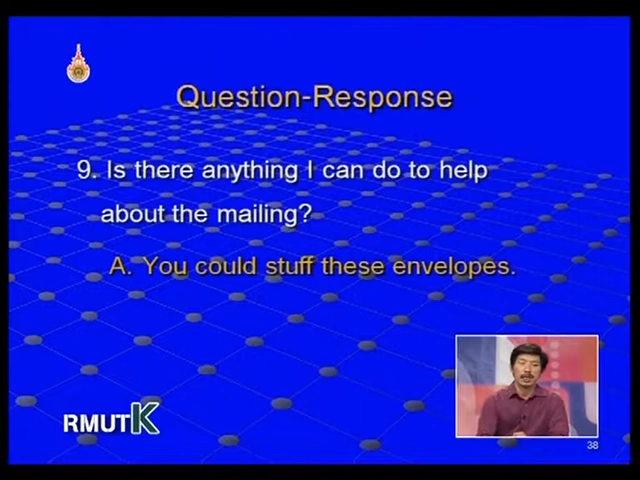 Question-Response
9. Is there anything I can do to help
about the mailing?
A. You could stuff these envelopes.
RMUTK
38